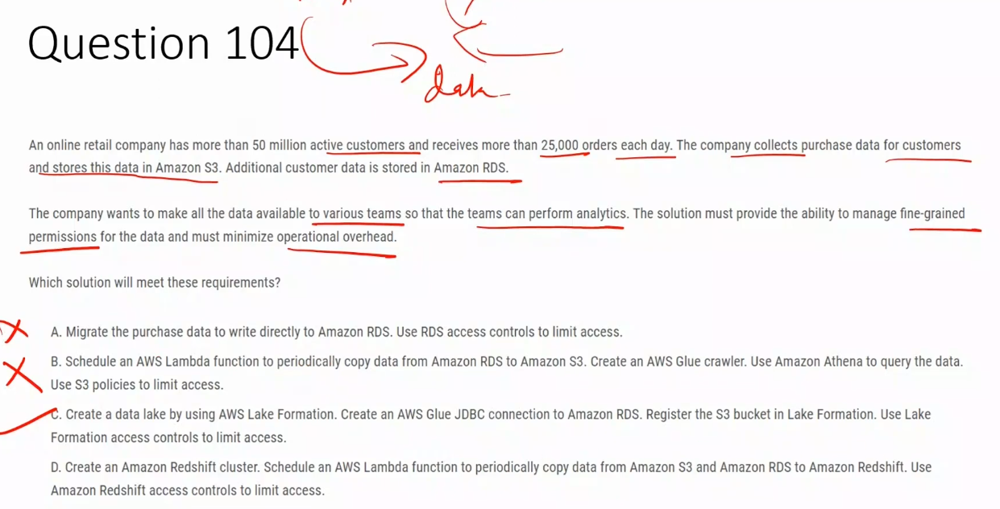 Question 104
data
An online retail company has more than 50 million active customers and receives more than 25,000 orders each day. The company collects purchase data for customers
and stores this data in Amazon S3. Additional customer data is stored in Amazon RDS.
The company wants to make all the data available to various teams so that the teams can perform analytics. The solution must provide the ability to manage fine-grained
permissions for the data and must minimize operational overhead.
Which solution will meet these requirements?
A. Migrate the purchase data to write directly to Amazon RDS. Use RDS access controls to limit access.
B. Schedule an AWS Lambda function to periodically copy data from Amazon RDS to Amazon S3. Create an AWS Glue crawler. Use Amazon Athena to query the data.
Use S3 policies to limit access.
C. Create a data lake by using AWS Lake Formation. Create an AWS Glue JDBC connection to Amazon RDS. Register the S3 bucket in Lake Formation. Use Lake
Formation access controls to limit access.
D. Create an Amazon Redshift cluster. Schedule an AWS Lambda function to periodically copy data from Amazon S3 and Amazon RDS to Amazon Redshift. Use
Amazon Redshift access controls to limit access.